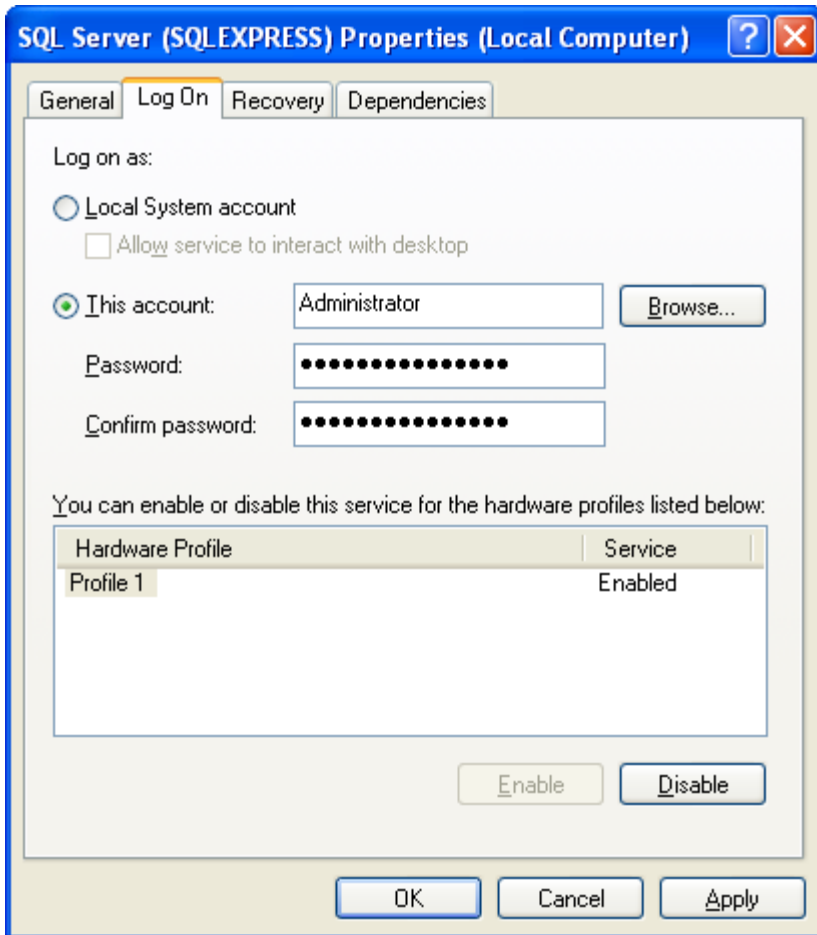 SQL Server (SQLEXPRESS) Properties (Local Computer)
General Log On Recovery Dependencies
Log on as:
Local System account
Allow service to interact with desktop
This account: Administrator Browse...
Password: •••••••••••••••
Confirm password: •••••••••••••••
You can enable or disable this service for the hardware profiles listed below:
Hardware Profile Service
Profile 1 Enabled
Enable Disable
OK Cancel Apply